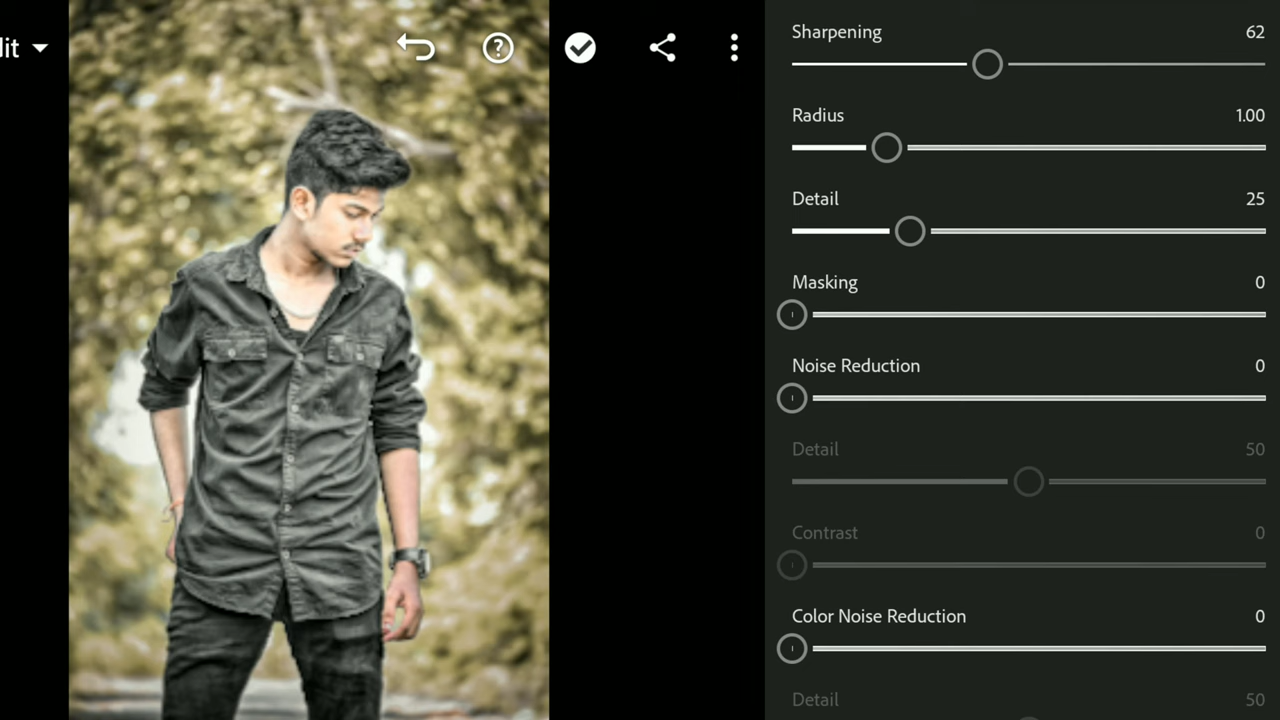 it
Sharpening 62
Radius 1.00
Detail 25
Masking 0
Noise Reduction 0
Detail 50
Contrast 0
Color Noise Reduction 0
Detail 50